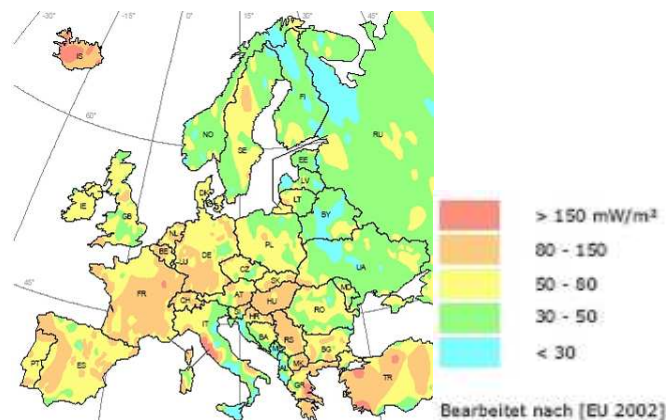 -30°
-15°
0°
15°
30°
45°
60°
45°
IS
NO
SE
FI
RU
EE
LV
LT
BY
DK
IE
GB
NL
BE
LU
DE
PL
CZ
SK
UA
FR
CH
AT
HU
MD
RO
HR
BA
RS
IT
BG
MK
AL
GR
TR
PT
ES
> 150 mW/m²
80 - 150
50 - 80
30 - 50
< 30
Bearbeitet nach [EU 2002]